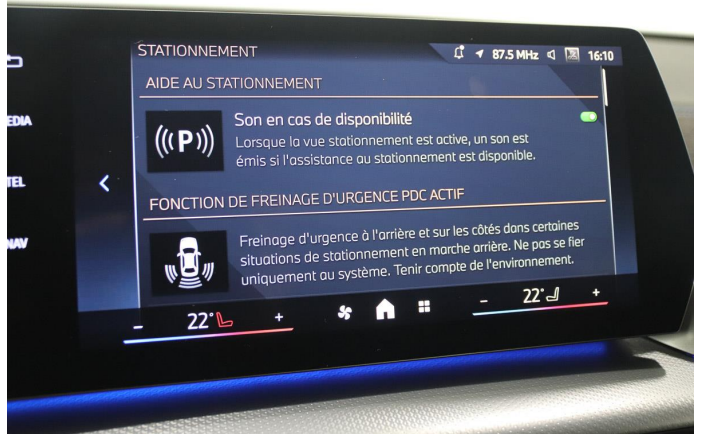 STATIONNEMENT
87.5 MHz
16:10
AIDE AU STATIONNEMENT
Son en cas de disponibilité
Lorsque la vue stationnement est active, un son est
émis si l'assistance au stationnement est disponible.
((( P )))
FONCTION DE FREINAGE D'URGENCE PDC ACTIF
Freinage d'urgence à l'arrière et sur les côtés dans certaines
situations de stationnement en marche arrière. Ne pas se fier
uniquement au système. Tenir compte de l'environnement.
EDIA
TEL
NAV
- 22° +
- 22° +